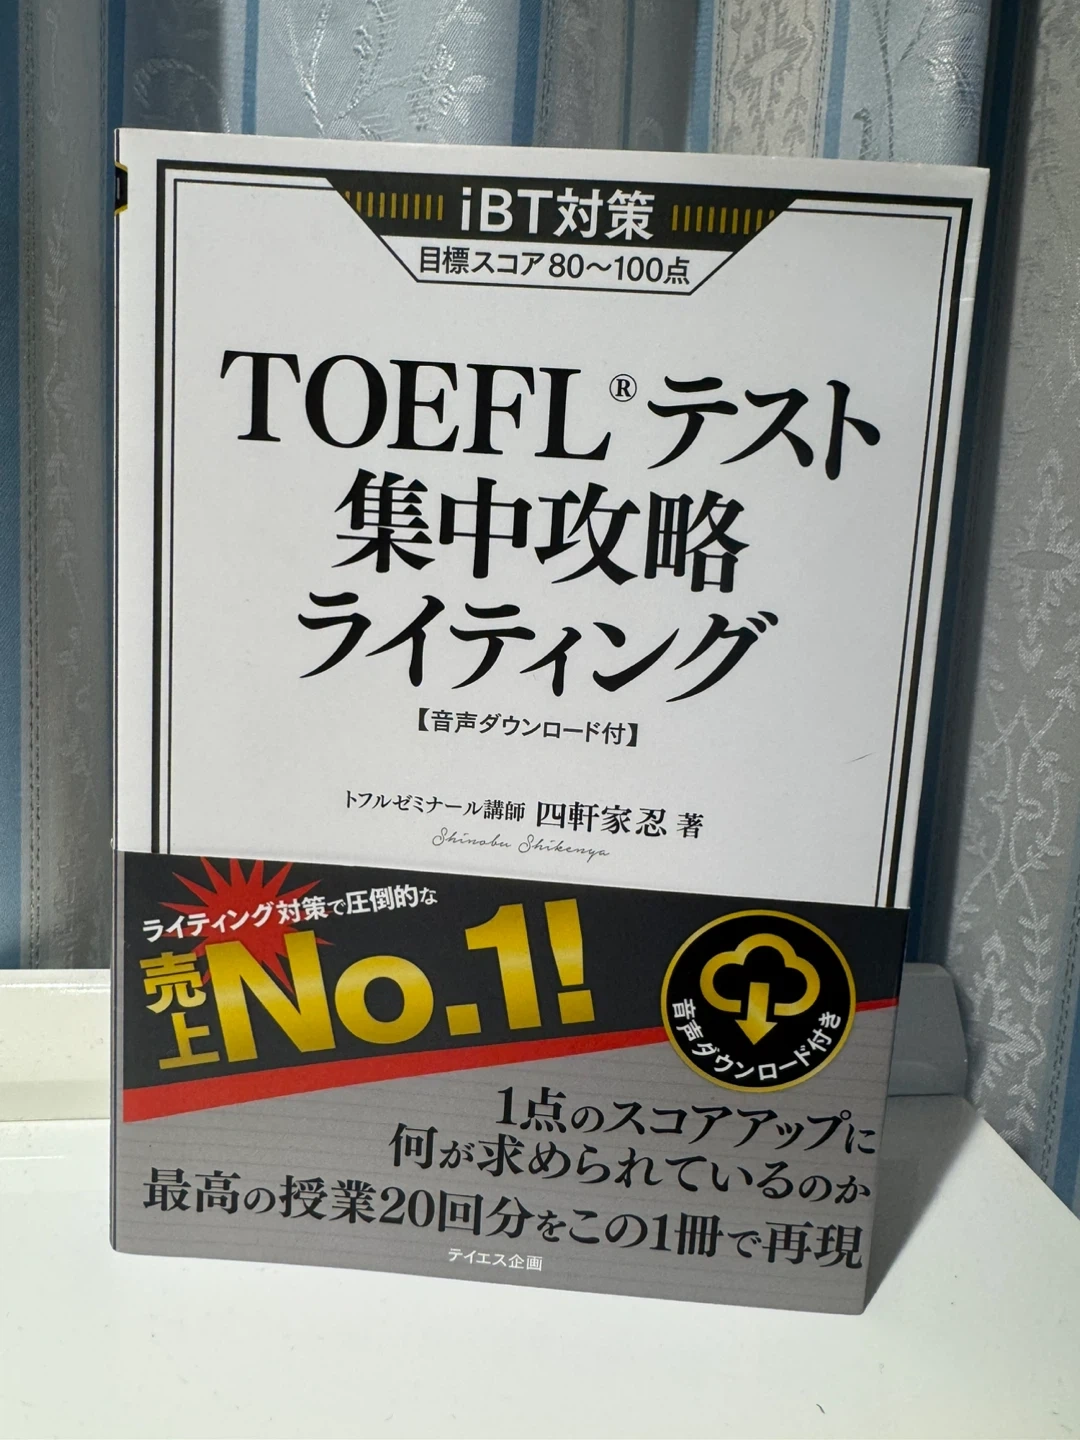 iBT対策
目標スコア80〜100点
TOEFL®テスト
集中攻略
ライティング
【音声ダウンロード付】
トフルゼミナール講師 四軒家忍 著
Shinobu Shikenya
ライティング対策で圧倒的な
売上No.1!
音声ダウンロード付き
1点のスコアアップに
何が求められているのか
最高の授業20回分をこの1冊で再現
テイエス企画